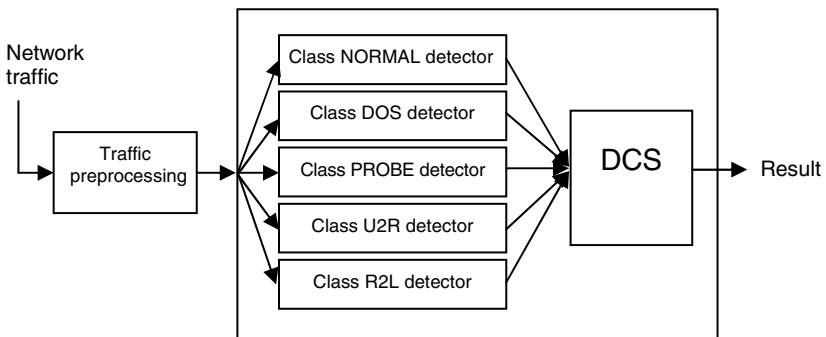 Network
traffic
Traffic
preprocessing
Class NORMAL detector
Class DOS detector
Class PROBE detector
Class U2R detector
Class R2L detector
DCS
Result